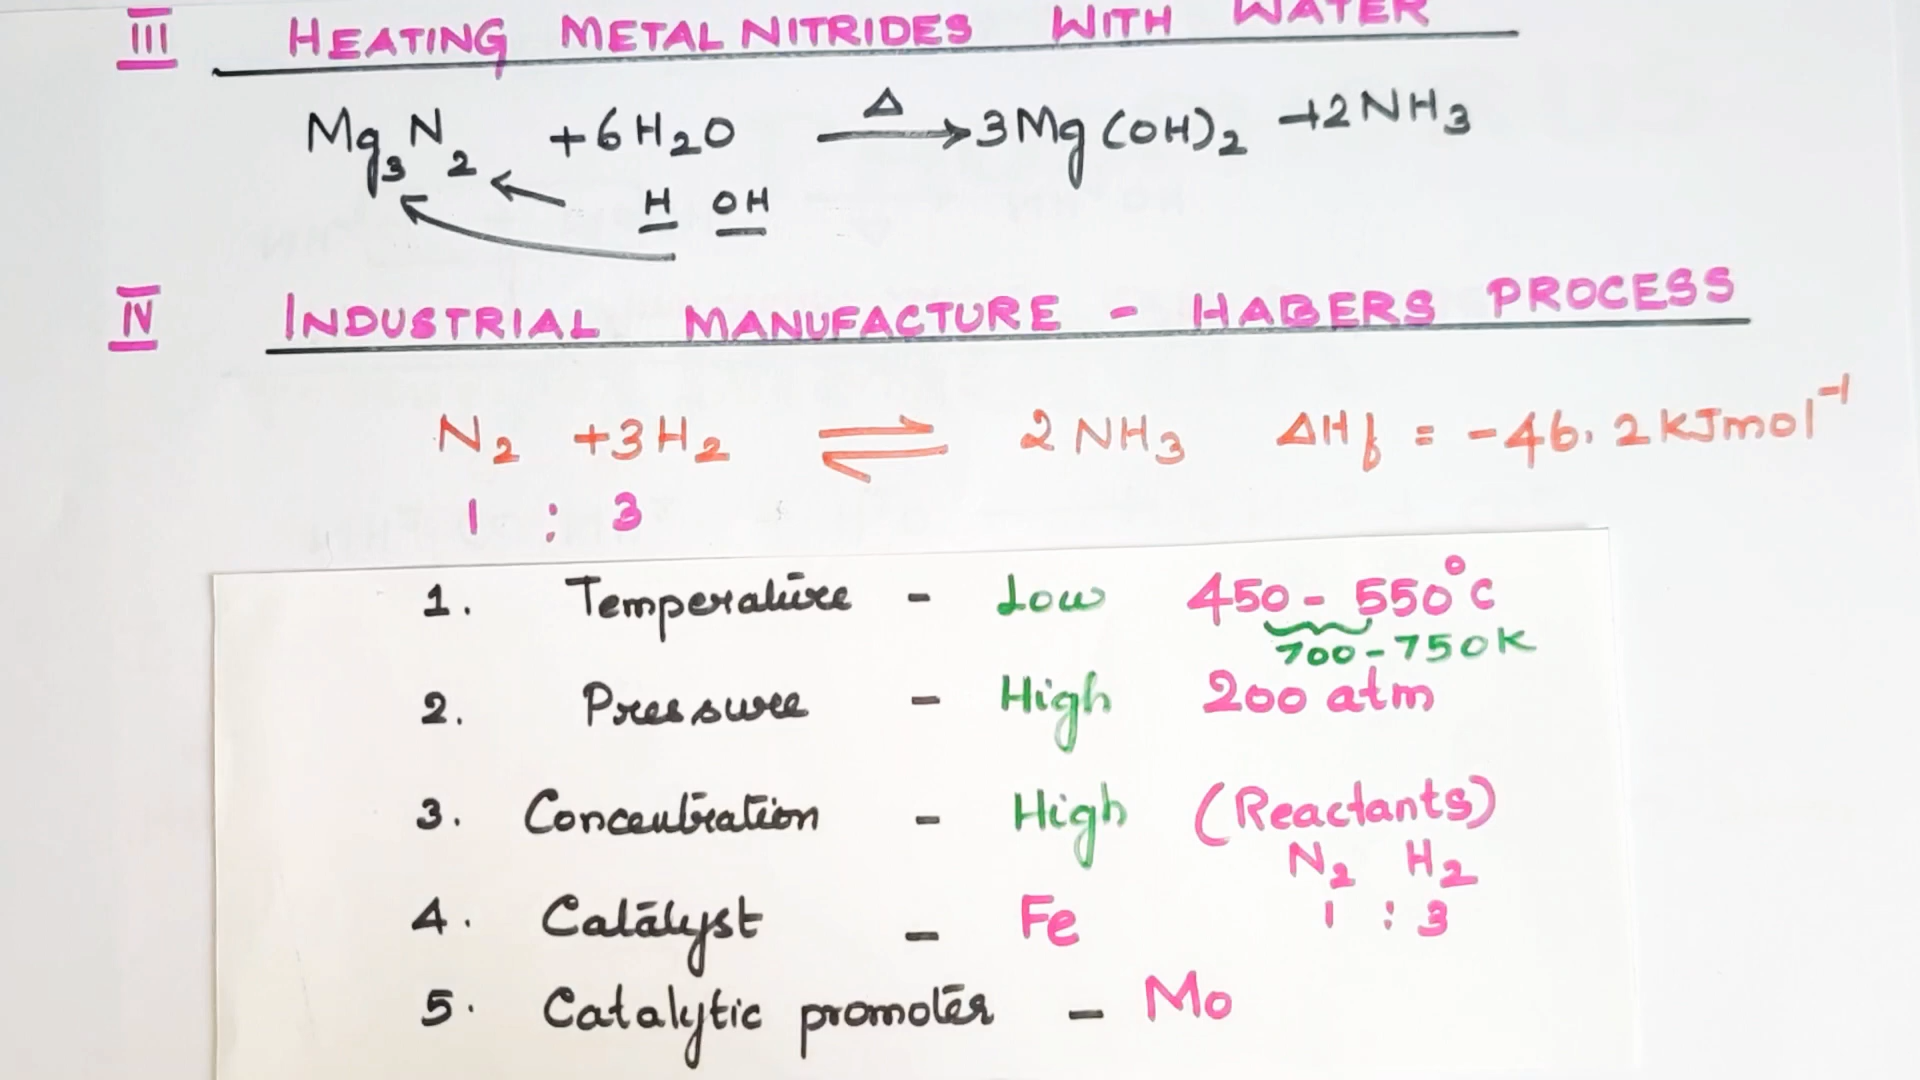 III HEATING METAL NITRIDES WITH WATER
Mg₃N₂ + 6H₂O —Δ→ 3Mg(OH)₂ + 2NH₃
H OH
IV INDUSTRIAL MANUFACTURE - HABERS PROCESS
N₂ + 3H₂ ⇌ 2NH₃ ΔHf = -46.2 kJmol⁻¹
1 : 3
1. Temperature - Low 450 - 550°C
700 - 750K
2. Pressure - High 200 atm
3. Concentration - High (Reactants)
N₂ H₂
4. Catalyst - Fe 1 : 3
5. Catalytic promoter - Mo